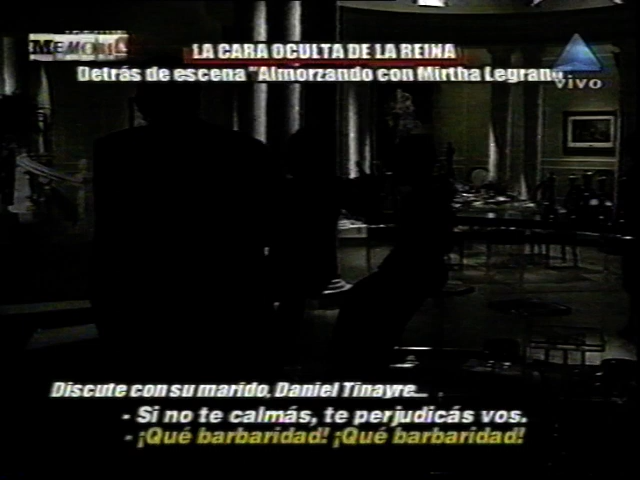 MEMORIA
LA CARA OCULTA DE LA REINA
Detrás de escena "Almorzando con Mirtha Legrand"
vivo
Discute con su marido, Daniel Tinayre...
- Si no te calmás, te perjudicás vos.
- ¡Qué barbaridad! ¡Qué barbaridad!